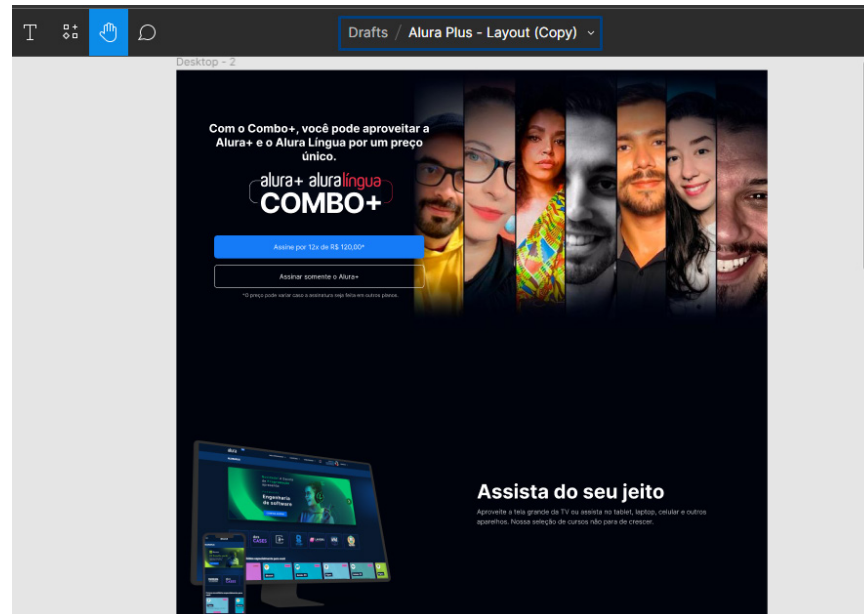 Drafts / Alura Plus - Layout (Copy)
Desktop - 2
Com o Combo+, você pode aproveitar a
Alura+ e o Alura Língua por um preço
único.
alura+ aluralíngua
COMBO+
Assine por 12x de R$ 120,00*
Assinar somente o Alura+
*O preço pode variar caso a assinatura seja feita em outros planos.
alura
Engenharia
de software
CASES
Assista do seu jeito
Aproveite a tela grande da TV ou assista no tablet, laptop, celular e outros
aparelhos. Nossa seleção de cursos não para de crescer.